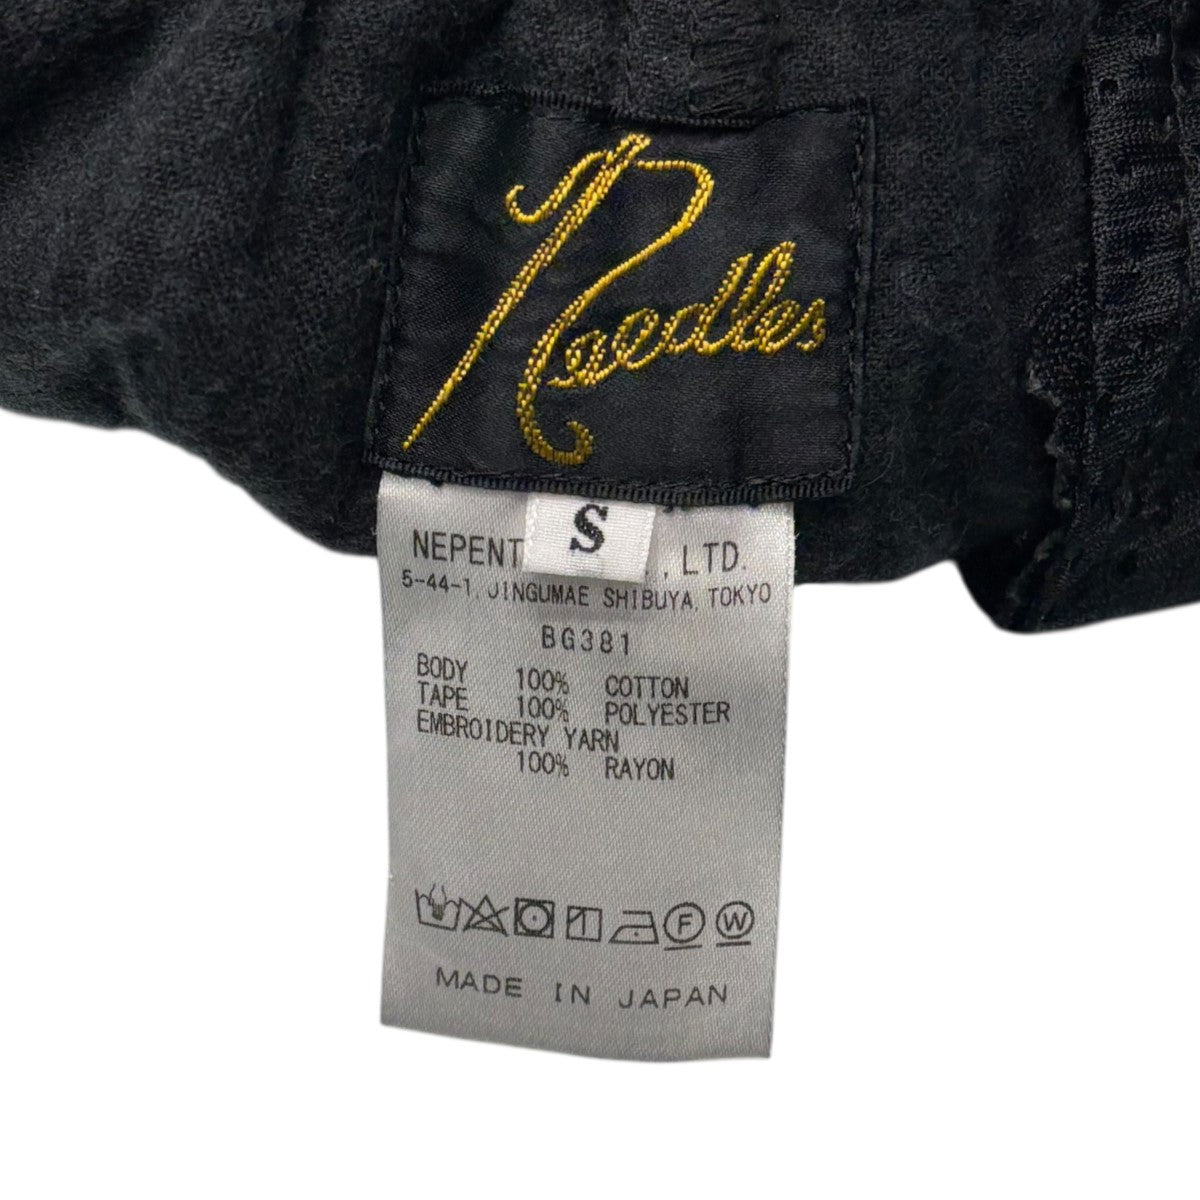 Needles
S
NEPENT , LTD.
5-44-1, JINGUMAE SHIBUYA, TOKYO
BG381
BODY 100% COTTON
TAPE 100% POLYESTER
EMBROIDERY YARN
100% RAYON
F W
MADE IN JAPAN